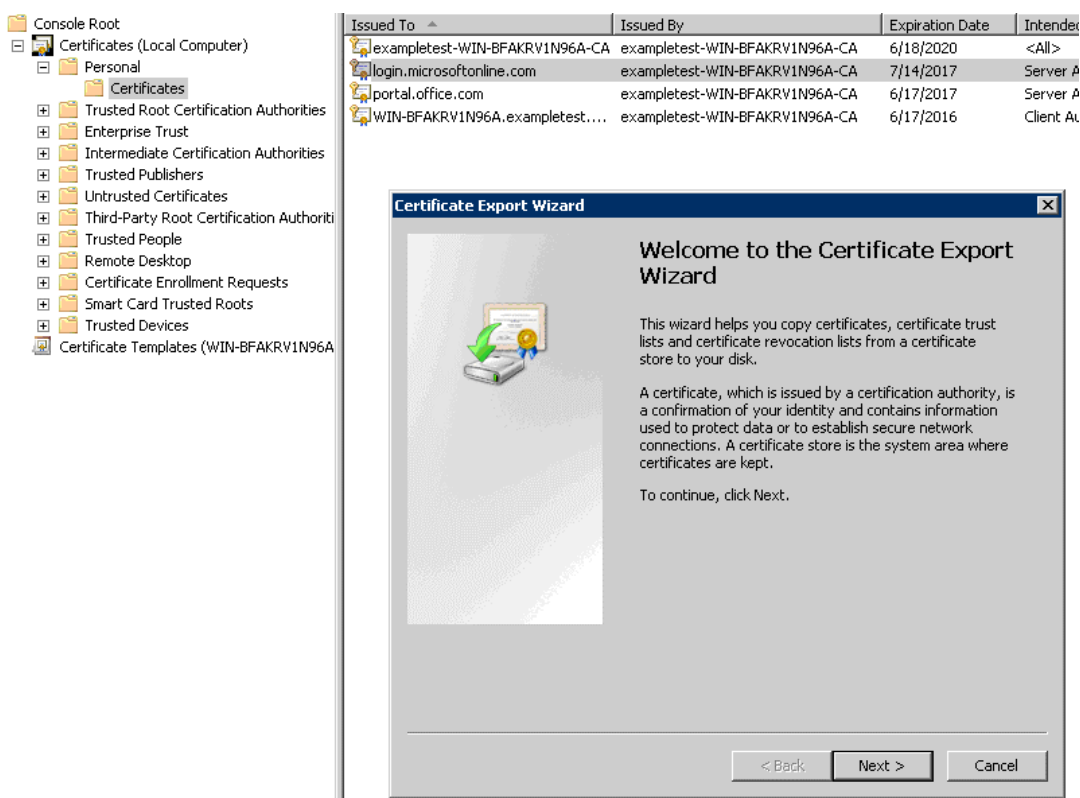 Console Root
Certificates (Local Computer)
Personal
Certificates
Trusted Root Certification Authorities
Enterprise Trust
Intermediate Certification Authorities
Trusted Publishers
Untrusted Certificates
Third-Party Root Certification Authoriti
Trusted People
Remote Desktop
Certificate Enrollment Requests
Smart Card Trusted Roots
Trusted Devices
Certificate Templates (WIN-BFAKRV1N96A
Issued To Issued By Expiration Date Intended
exampletest-WIN-BFAKRV1N96A-CA exampletest-WIN-BFAKRV1N96A-CA 6/18/2020 <All>
login.microsoftonline.com exampletest-WIN-BFAKRV1N96A-CA 7/14/2017 Server A
portal.office.com exampletest-WIN-BFAKRV1N96A-CA 6/17/2017 Server A
WIN-BFAKRV1N96A.exampletest.... exampletest-WIN-BFAKRV1N96A-CA 6/17/2016 Client Au
Certificate Export Wizard
Welcome to the Certificate Export
Wizard
This wizard helps you copy certificates, certificate trust
lists and certificate revocation lists from a certificate
store to your disk.
A certificate, which is issued by a certification authority, is
a confirmation of your identity and contains information
used to protect data or to establish secure network
connections. A certificate store is the system area where
certificates are kept.
To continue, click Next.
< Back Next > Cancel